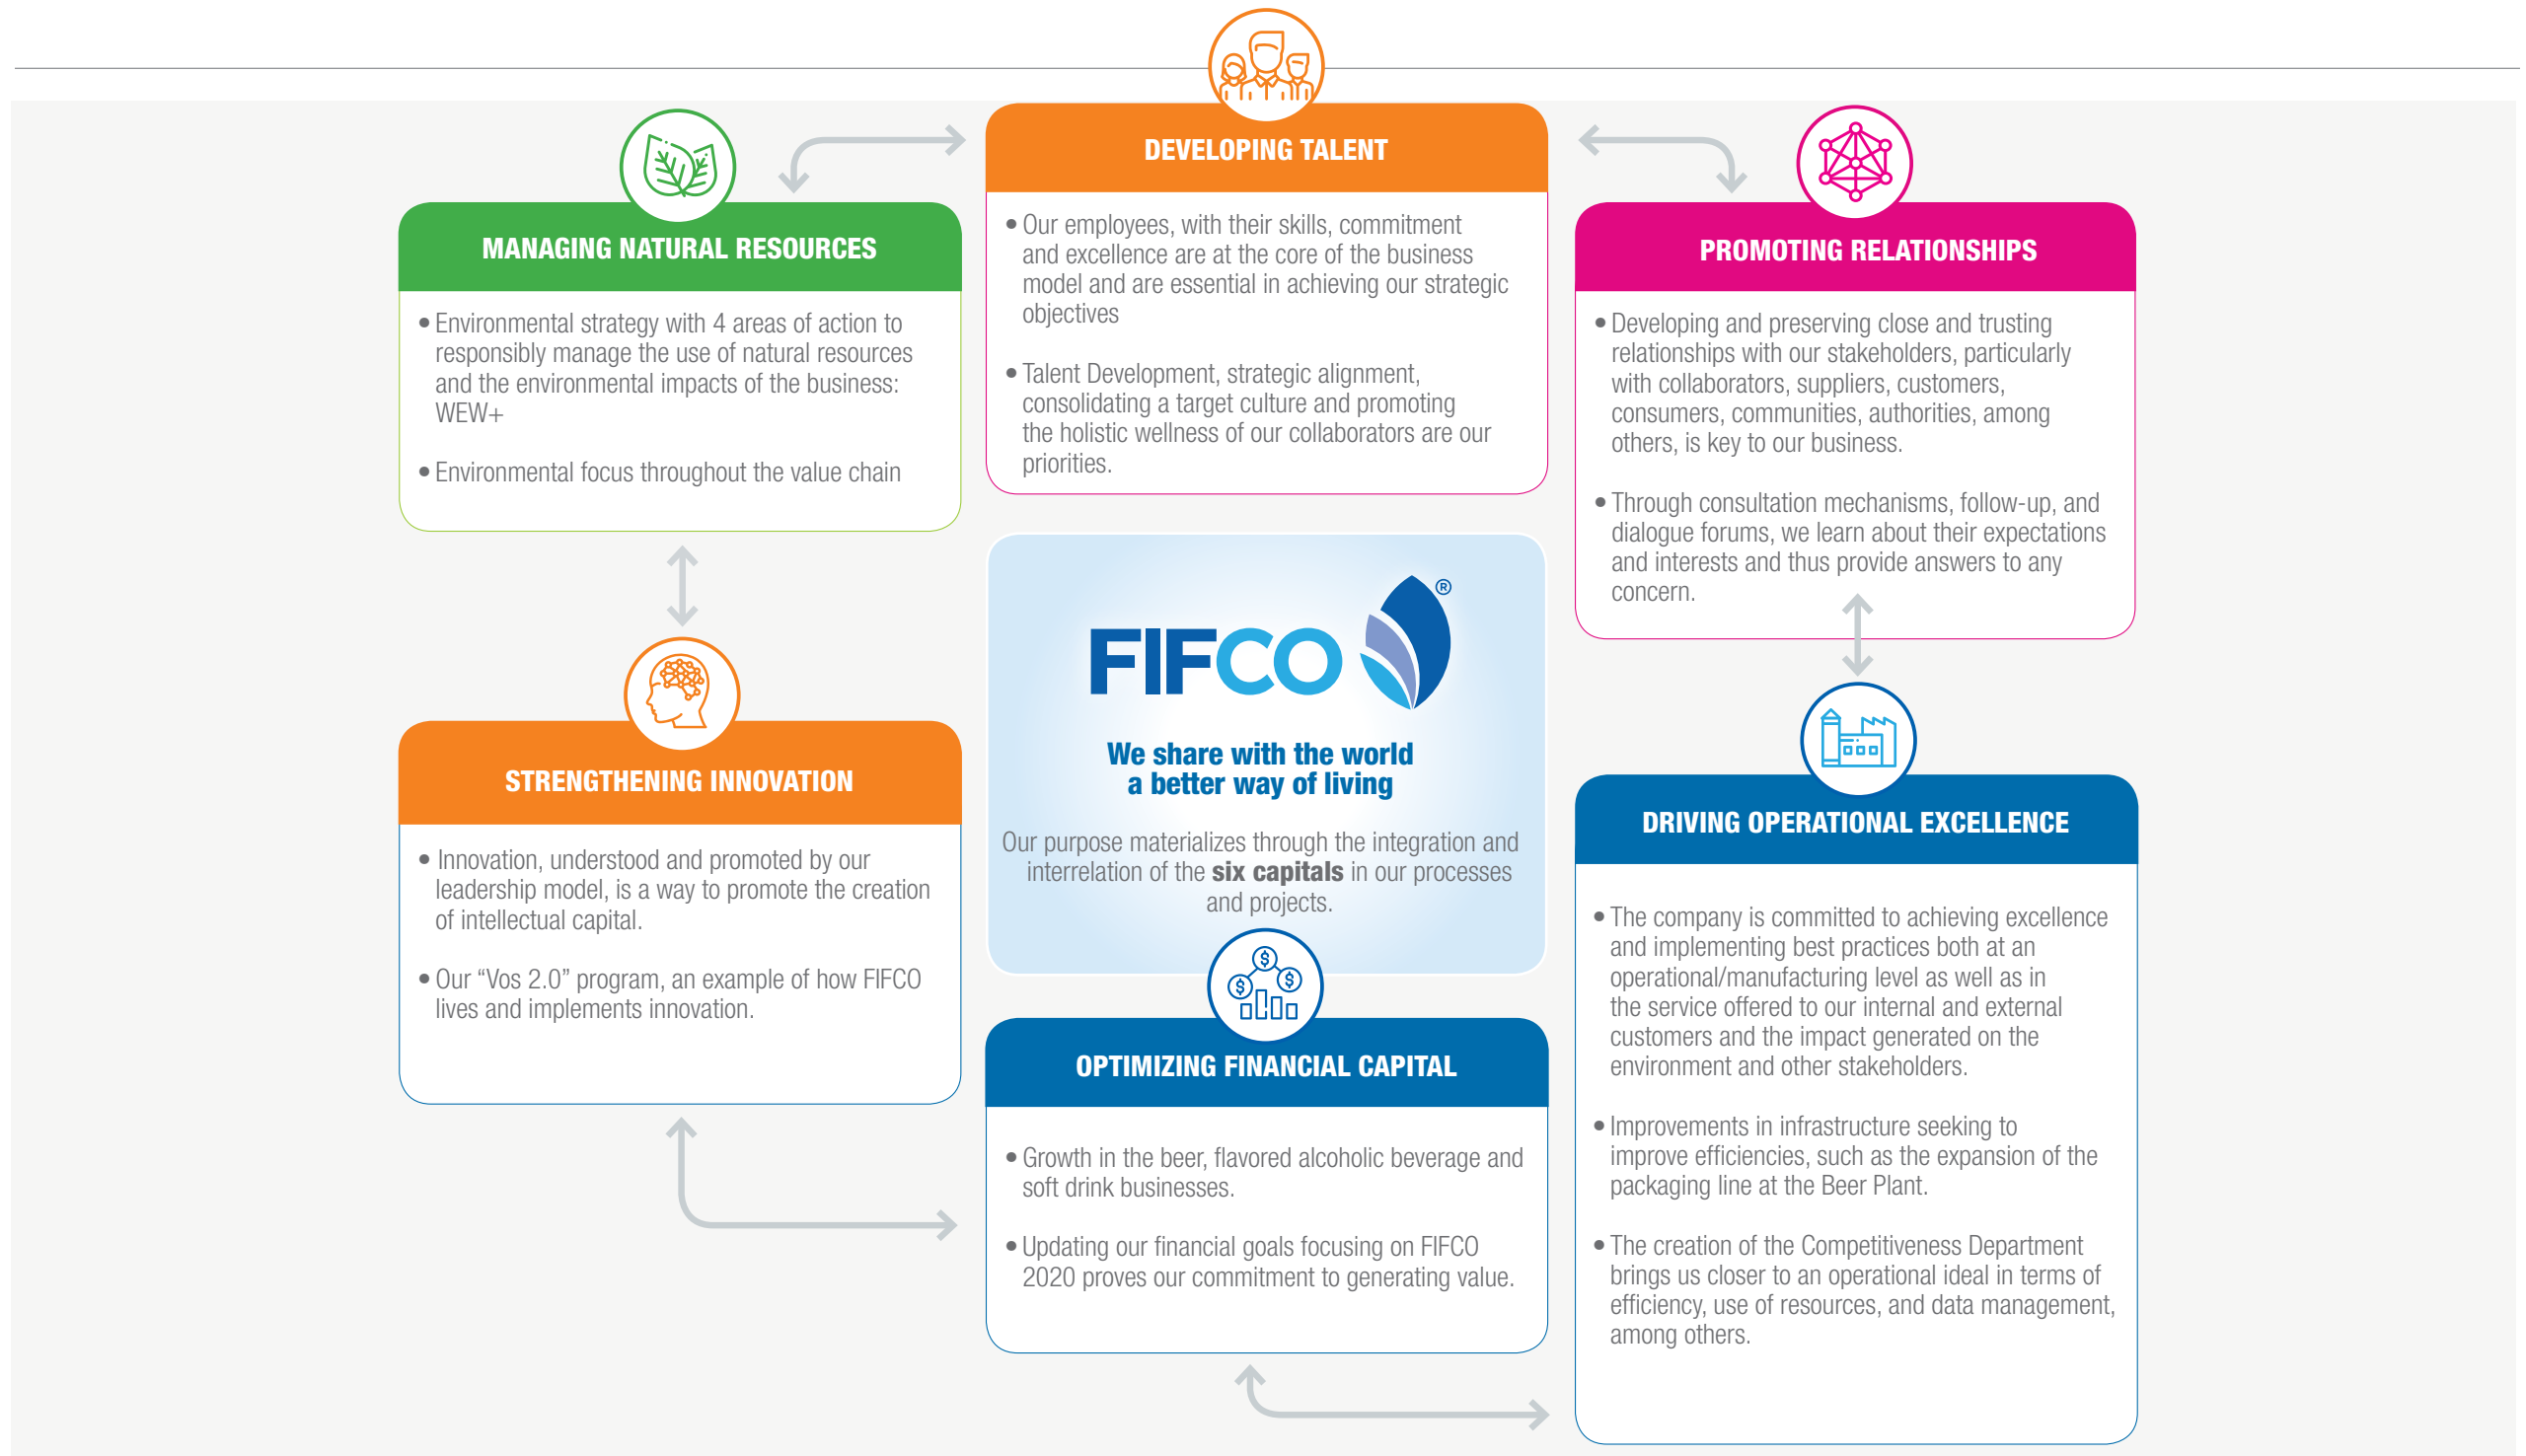 DEVELOPING TALENT
• Our employees, with their skills, commitment
and excellence are at the core of the business
model and are essential in achieving our strategic
objectives
• Talent Development, strategic alignment,
consolidating a target culture and promoting
the holistic wellness of our collaborators are our
priorities.
MANAGING NATURAL RESOURCES
• Environmental strategy with 4 areas of action to
responsibly manage the use of natural resources
and the environmental impacts of the business:
WEW+
• Environmental focus throughout the value chain
PROMOTING RELATIONSHIPS
• Developing and preserving close and trusting
relationships with our stakeholders, particularly
with collaborators, suppliers, customers,
consumers, communities, authorities, among
others, is key to our business.
• Through consultation mechanisms, follow-up, and
dialogue forums, we learn about their expectations
and interests and thus provide answers to any
concern.
FIFCO ®
We share with the world
a better way of living
Our purpose materializes through the integration and
interrelation of the six capitals in our processes
and projects.
STRENGTHENING INNOVATION
• Innovation, understood and promoted by our
leadership model, is a way to promote the creation
of intellectual capital.
• Our “Vos 2.0” program, an example of how FIFCO
lives and implements innovation.
DRIVING OPERATIONAL EXCELLENCE
• The company is committed to achieving excellence
and implementing best practices both at an
operational/manufacturing level as well as in
the service offered to our internal and external
customers and the impact generated on the
environment and other stakeholders.
• Improvements in infrastructure seeking to
improve efficiencies, such as the expansion of the
packaging line at the Beer Plant.
• The creation of the Competitiveness Department
brings us closer to an operational ideal in terms of
efficiency, use of resources, and data management,
among others.
$
$ $
OPTIMIZING FINANCIAL CAPITAL
• Growth in the beer, flavored alcoholic beverage and
soft drink businesses.
• Updating our financial goals focusing on FIFCO
2020 proves our commitment to generating value.